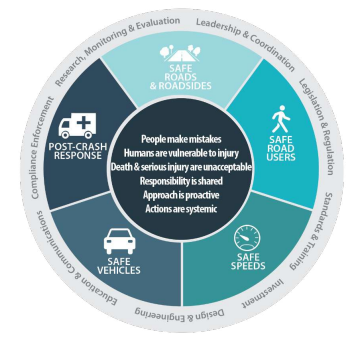 Research, Monitoring & Evaluation
Leadership & Coordination
Legislation & Regulation
Standards & Training
Investment
Design & Engineering
Education & Communications
Compliance Enforcement
SAFE
ROADS
& ROADSIDES
SAFE
ROAD
USERS
SAFE
SPEEDS
SAFE
VEHICLES
POST-CRASH
RESPONSE
People make mistakes
Humans are vulnerable to injury
Death & serious injury are unacceptable
Responsibility is shared
Approach is proactive
Actions are systemic